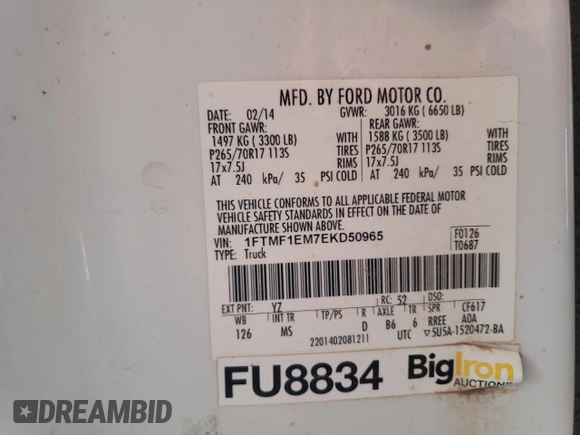 MFD. BY FORD MOTOR CO.
DATE: 02/14 GVWR: 3016 KG ( 6650 LB)
FRONT GAWR: REAR GAWR:
1497 KG ( 3300 LB) WITH 1588 KG ( 3500 LB) WITH
P265/70R17 113S TIRES P265/70R17 113S TIRES
17x7.5J RIMS 17x7.5J RIMS
AT 240 kPa/ 35 PSI COLD AT 240 kPa/ 35 PSI COLD
THIS VEHICLE CONFORMS TO ALL APPLICABLE FEDERAL MOTOR
VEHICLE SAFETY STANDARDS IN EFFECT ON THE DATE OF
MANUFACTURE SHOWN ABOVE.
VIN: 1FTMF1EM7EKD50965 F0126
TYPE: Truck T0687
EXT PNT: YZ RC: 52 DSO:
WB INT TR TP/PS R AXLE TR SPR CF617
126 MS D B6 6 RREE A0A
2201402081211 UTC ▽5U5A-1520472-BA
FU8834 BigIron
AUCTIONS
DREAMBID